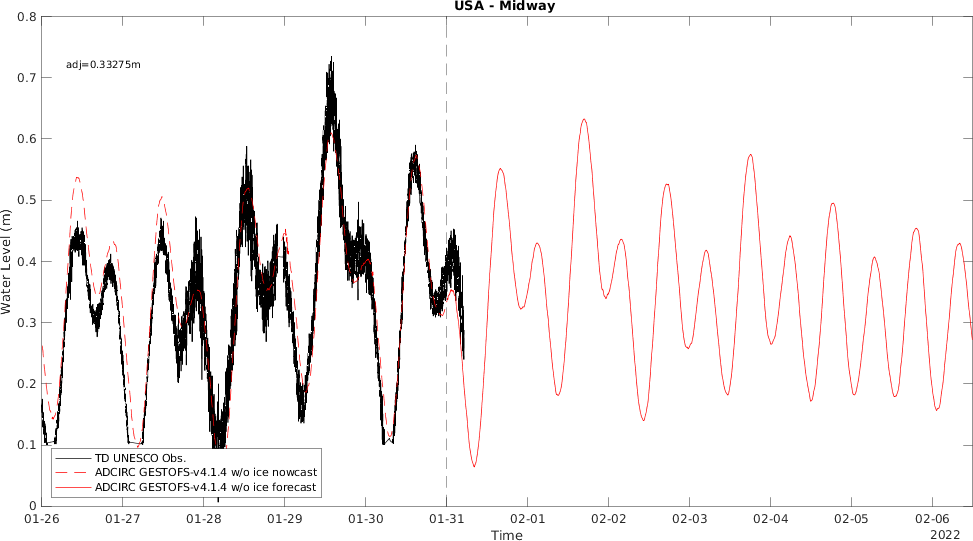 USA - Midway
adj=0.33275m
Water Level (m)
0.8
0.7
0.6
0.5
0.4
0.3
0.2
0.1
0
TD UNESCO Obs.
ADCIRC GESTOFS-v4.1.4 w/o ice nowcast
ADCIRC GESTOFS-v4.1.4 w/o ice forecast
01-26 01-27 01-28 01-29 01-30 01-31 02-01 02-02 02-03 02-04 02-05 02-06
Time
2022